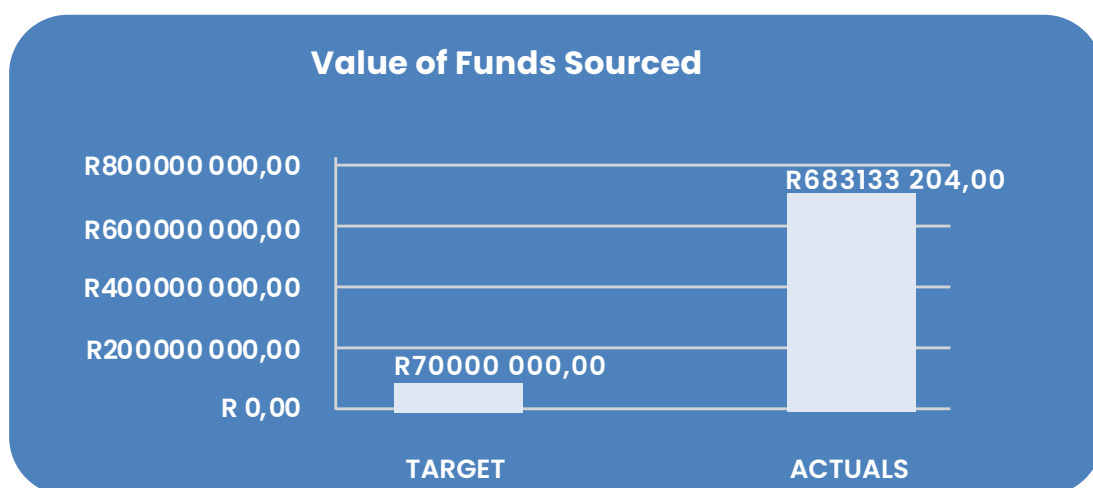 Value of Funds Sourced
R800000 000,00
R683133 204,00
R600000 000,00
R400000 000,00
R200000 000,00
R70000 000,00
R 0,00
TARGET ACTUALS